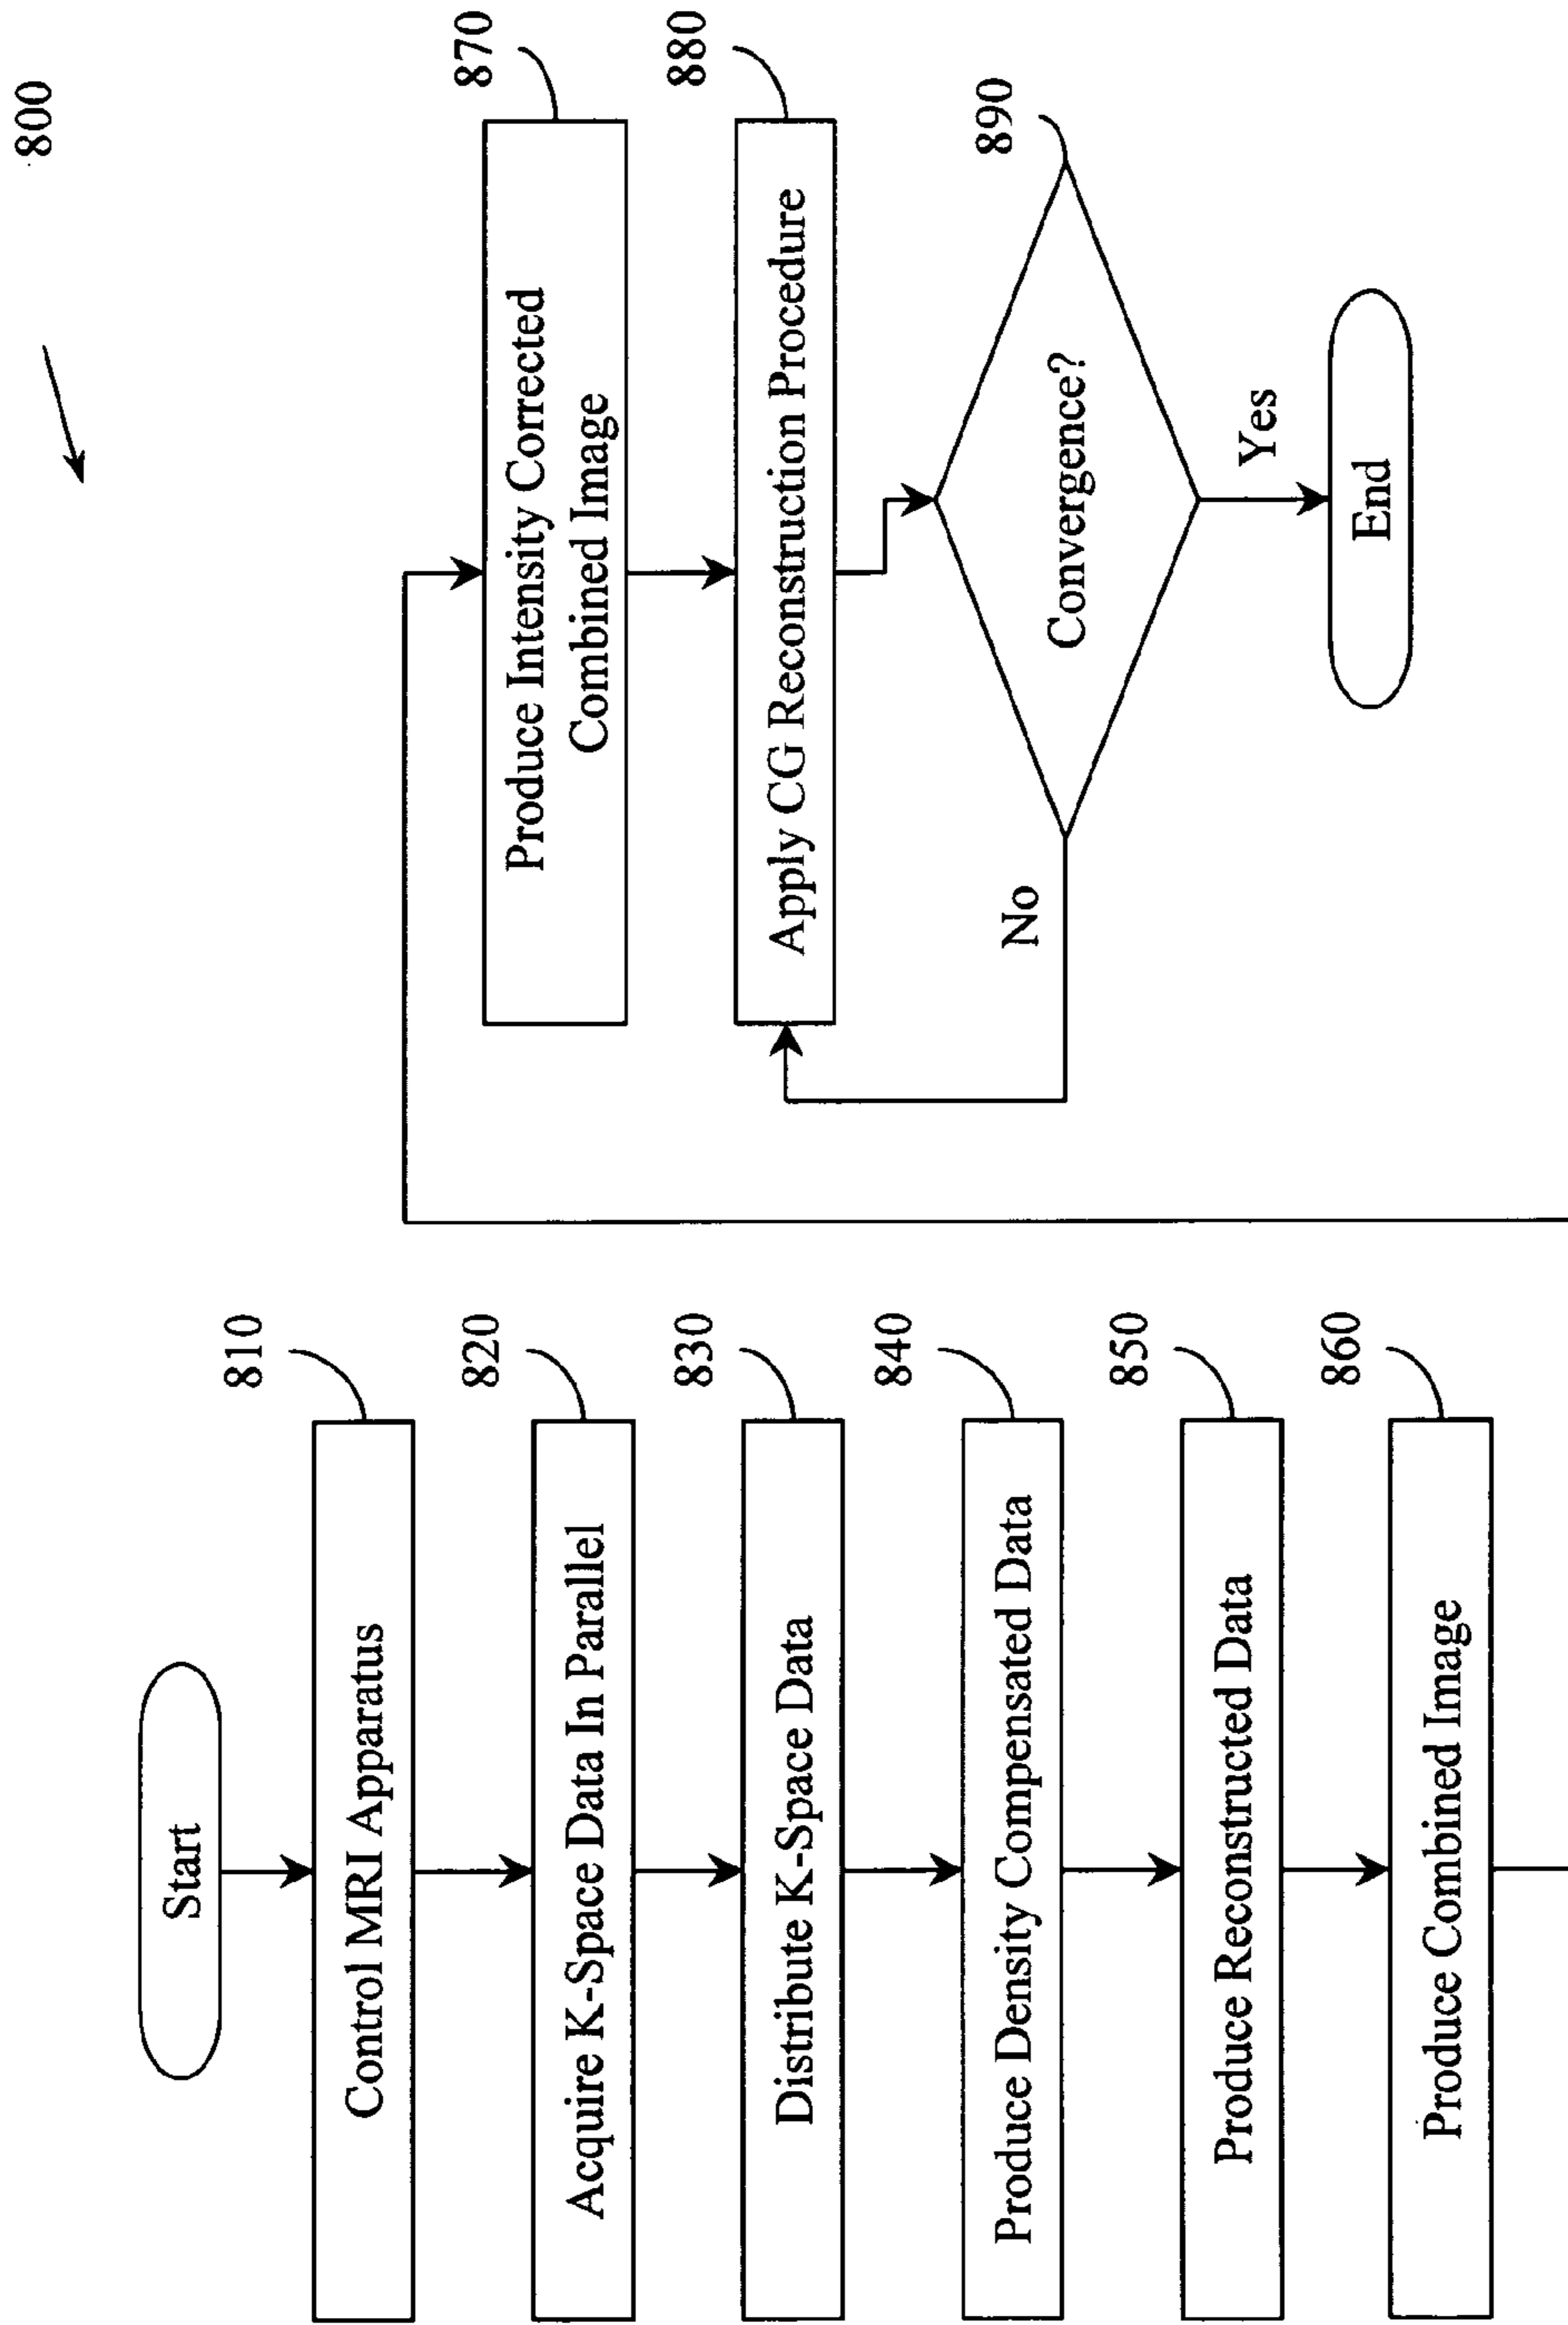 800
Start
Control MRI Apparatus
810
Acquire K-Space Data In Parallel
820
Distribute K-Space Data
830
Produce Density Compensated Data
840
Produce Reconstructed Data
850
Produce Combined Image
860
Produce Intensity Corrected
Combined Image
870
Apply CG Reconstruction Procedure
880
Convergence?
890
No
Yes
End